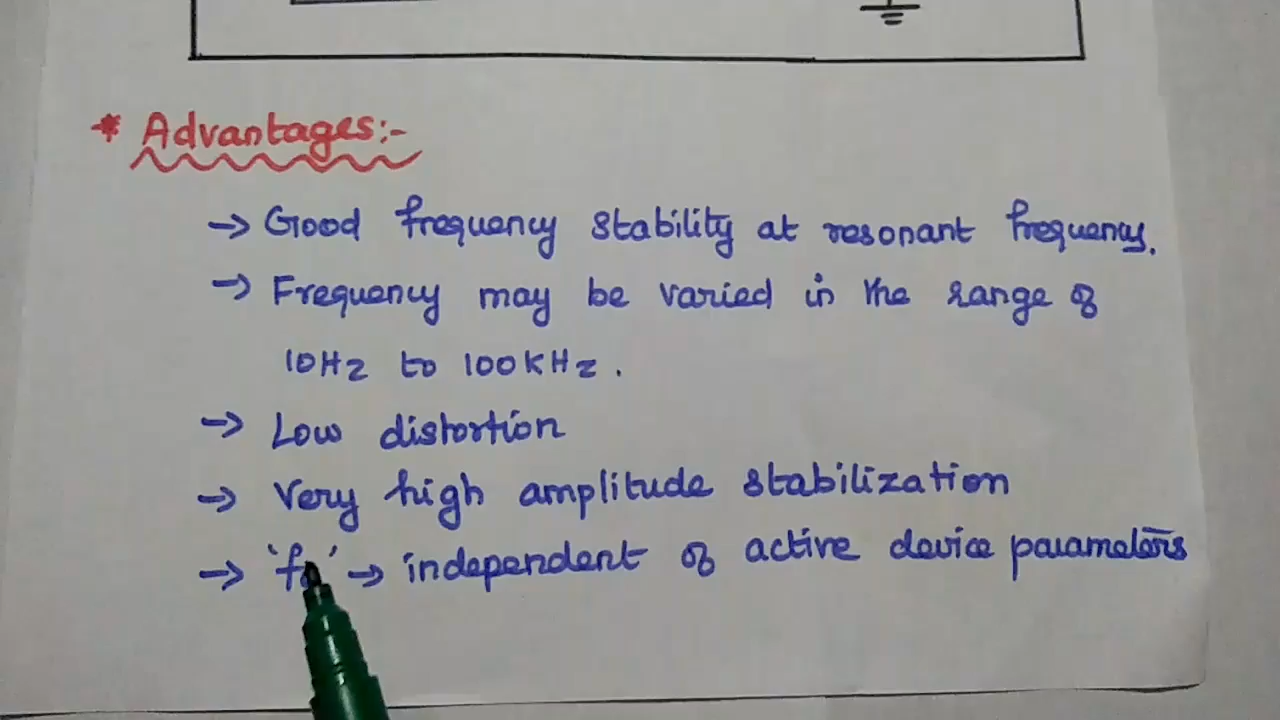 * Advantages:-
→ Good frequency stability at resonant frequency.
→ Frequency may be varied in the range of
10Hz to 100KHz.
→ Low distortion
→ Very high amplitude stabilization
→ → independent of active device parameters